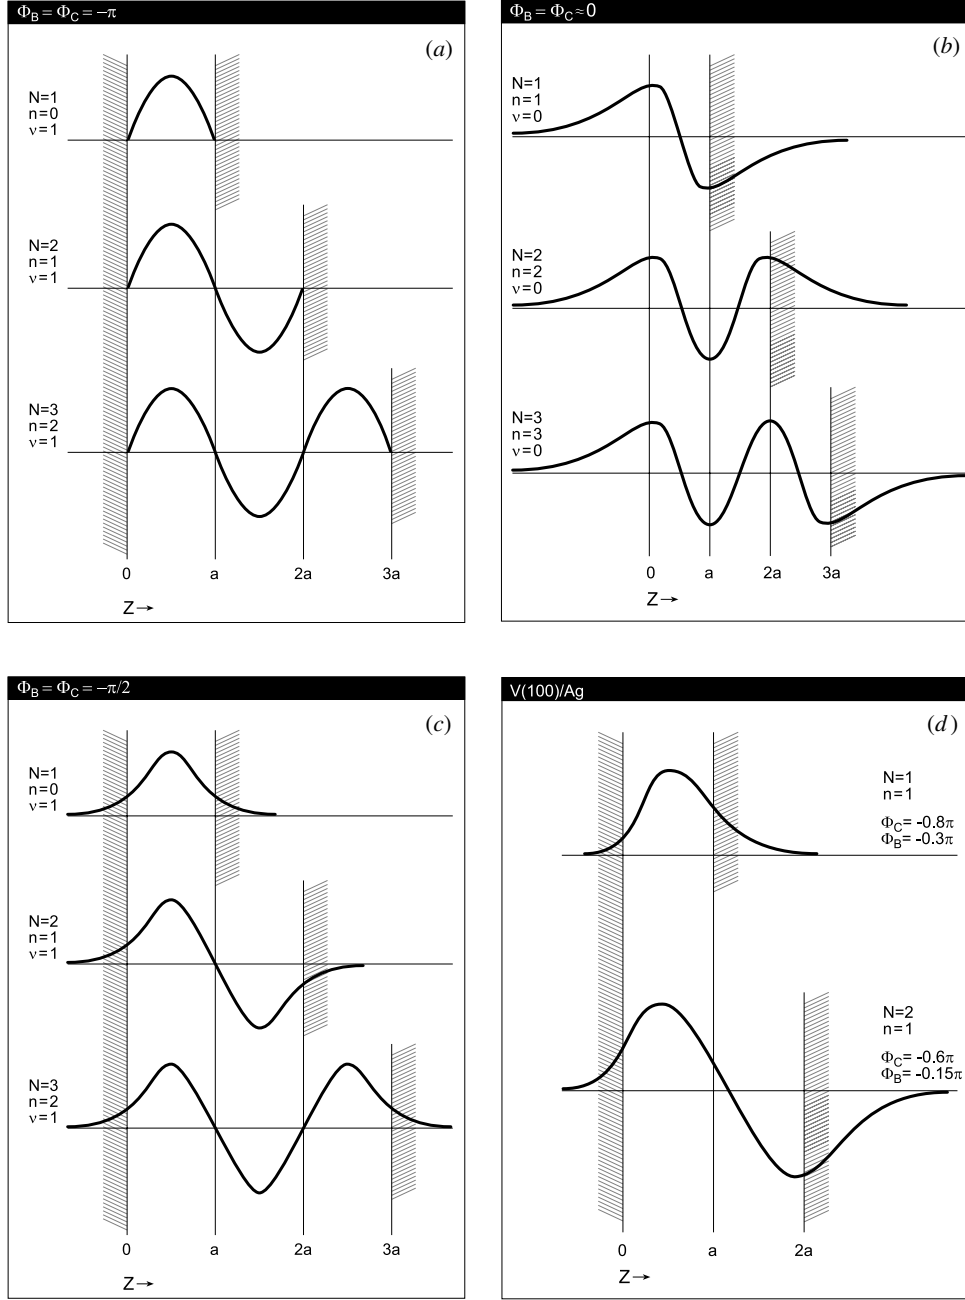 Φ_B = Φ_C = −π
(a)
N=1
n=0
ν=1
N=2
n=1
ν=1
N=3
n=2
ν=1
0 a 2a 3a
Z→
Φ_B = Φ_C ≈ 0
(b)
N=1
n=1
ν=0
N=2
n=2
ν=0
N=3
n=3
ν=0
0 a 2a 3a
Z→
Φ_B = Φ_C = −π/2
(c)
N=1
n=0
ν=1
N=2
n=1
ν=1
N=3
n=2
ν=1
0 a 2a 3a
Z→
V(100)/Ag
(d)
N=1
n=1
Φ_C= -0.8π
Φ_B= -0.3π
N=2
n=1
Φ_C= -0.6π
Φ_B= -0.15π
0 a 2a
Z→